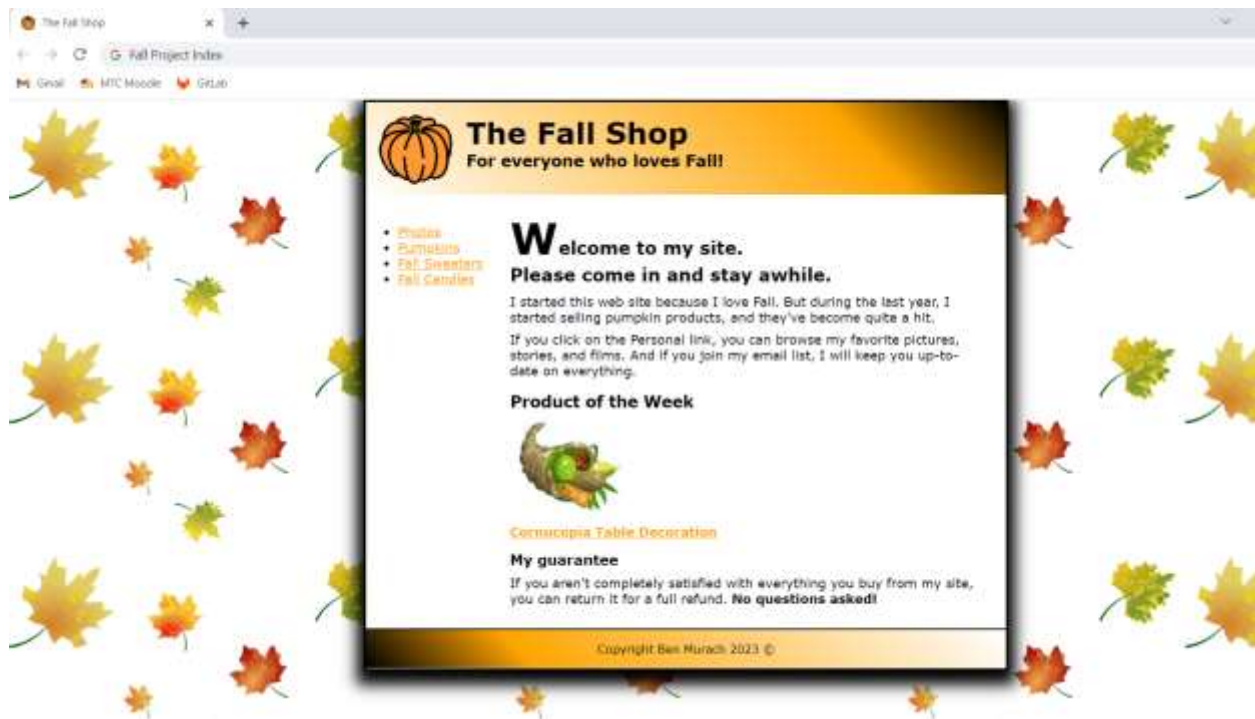 The Fall Shop
Fall Project Index
Gmail MTC Moodle GitLab
The Fall Shop
For everyone who loves Fall!
Photos
Pumpkins
Fall Sweaters
Fall Candles
Welcome to my site.
Please come in and stay awhile.
I started this web site because I love Fall. But during the last year, I
started selling pumpkin products, and they've become quite a hit.
If you click on the Personal link, you can browse my favorite pictures,
stories, and films. And if you join my email list, I will keep you up-to-
date on everything.
Product of the Week
Cornucopia Table Decoration
My guarantee
If you aren't completely satisfied with everything you buy from my site,
you can return it for a full refund. No questions asked!
Copyright Ben Murach 2023 ©